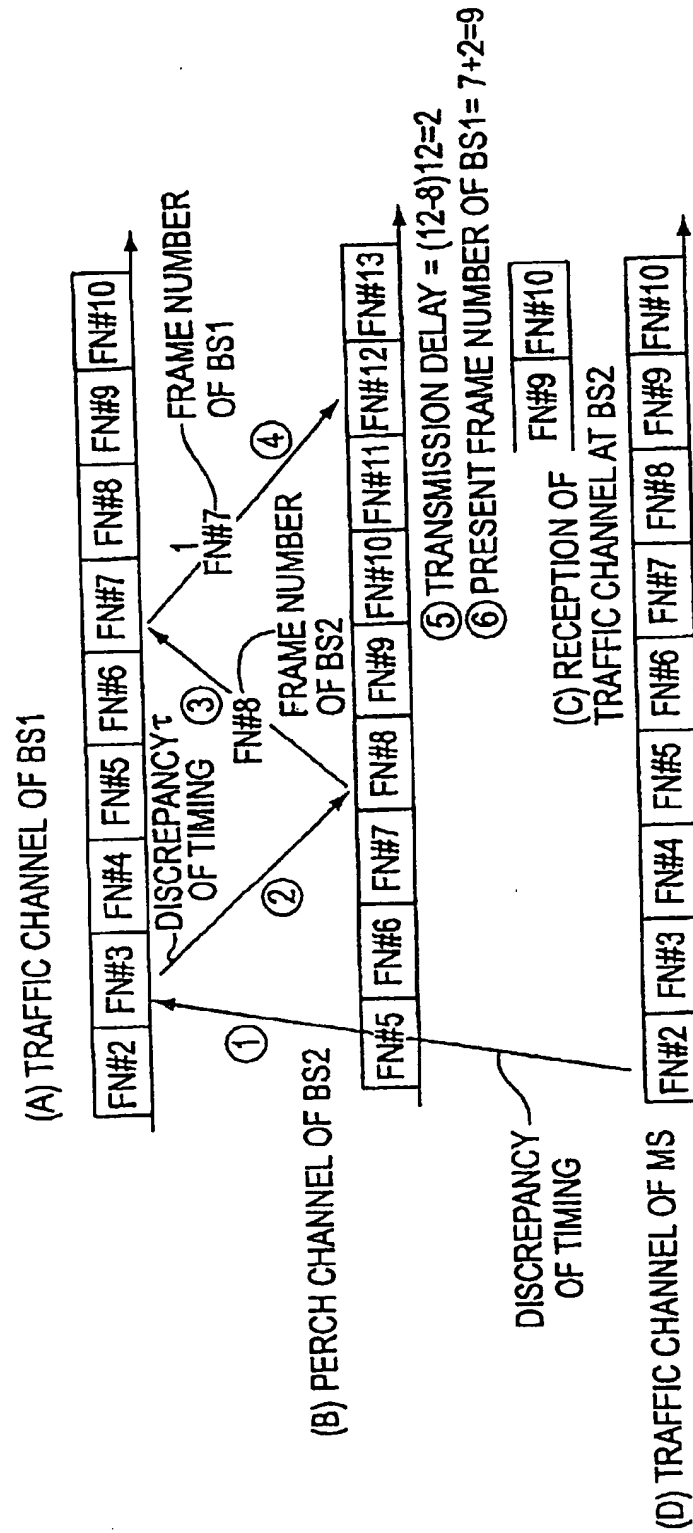 (A) TRAFFIC CHANNEL OF BS1
FN#2 FN#3 FN#4 FN#5 FN#6 FN#7 FN#8 FN#9 FN#10
DISCREPANCY τ
OF TIMING
①
②
③
FN#8
FRAME NUMBER
OF BS2
1
FN#7
FRAME NUMBER
OF BS1
④
(B) PERCH CHANNEL OF BS2
FN#5 FN#6 FN#7 FN#8 FN#9 FN#10 FN#11 FN#12 FN#13
⑤ TRANSMISSION DELAY = (12-8)12=2
⑥ PRESENT FRAME NUMBER OF BS1= 7+2=9
DISCREPANCY
OF TIMING
(C) RECEPTION OF
TRAFFIC CHANNEL AT BS2
FN#9 FN#10
(D) TRAFFIC CHANNEL OF MS
FN#2 FN#3 FN#4 FN#5 FN#6 FN#7 FN#8 FN#9 FN#10